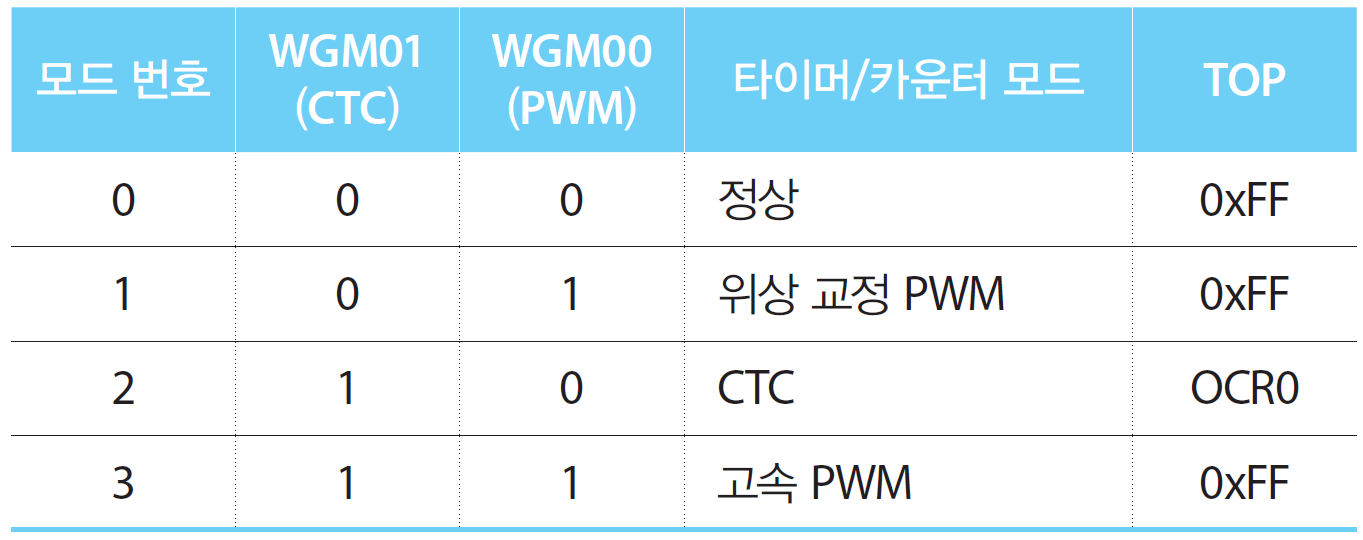 모드 번호 WGM01 (CTC) WGM00 (PWM) 타이머/카운터 모드 TOP
0 0 0 정상 0xFF
1 0 1 위상 교정 PWM 0xFF
2 1 0 CTC OCR0
3 1 1 고속 PWM 0xFF